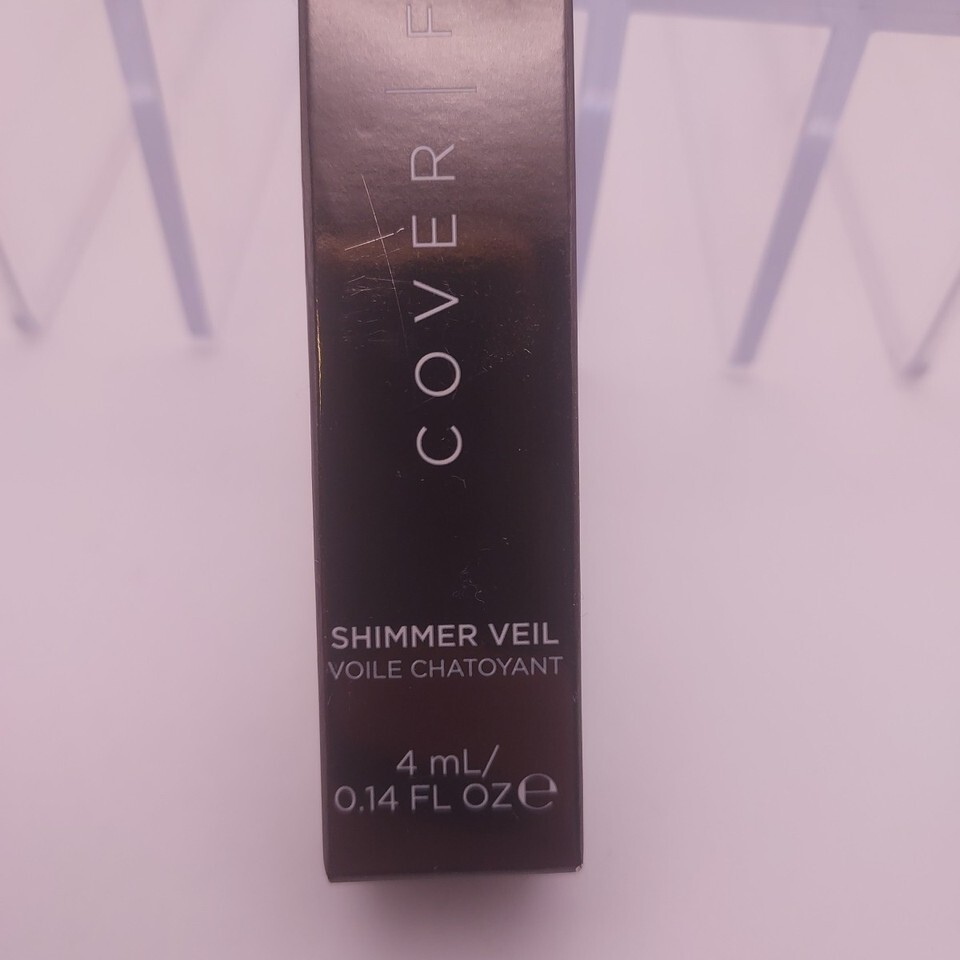 COVER | F
SHIMMER VEIL
VOILE CHATOYANT
4 mL/
0.14 FL OZ ℮